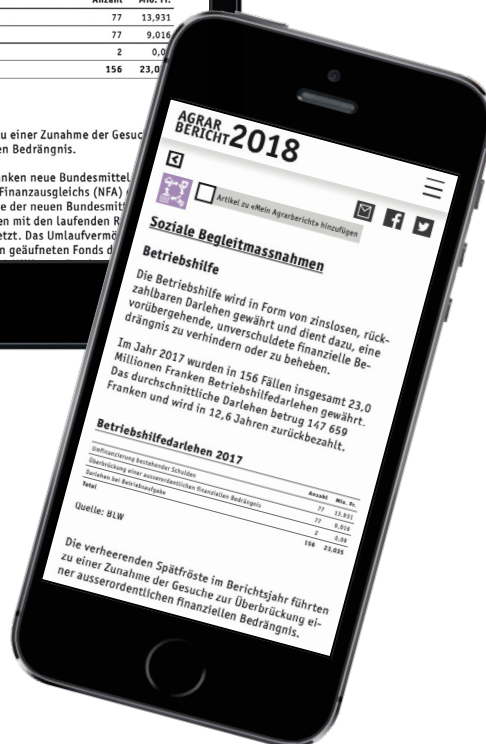 Anzahl Mio. Fr.
77 13,931
77 9,016
2 0,0
156 23,0
u einer Zunahme der Gesuc
en Bedrängnis.
anken neue Bundesmittel
Finanzausgleichs (NFA)
e der neuen Bundesmitt
en mit den laufenden R
etzt. Das Umlaufvermö
n geäufneten Fonds d
AGRAR
BERICHT 2018
Artikel zu «Mein Agrarbericht» hinzufügen
Soziale Begleitmassnahmen
Betriebshilfe
Die Betriebshilfe wird in Form von zinslosen, rück-
zahlbaren Darlehen gewährt und dient dazu, eine
vorübergehende, unverschuldete finanzielle Be-
drängnis zu verhindern oder zu beheben.
Im Jahr 2017 wurden in 156 Fällen insgesamt 23,0
Millionen Franken Betriebshilfedarlehen gewährt.
Das durchschnittliche Darlehen betrug 147 659
Franken und wird in 12,6 Jahren zurückbezahlt.
Betriebshilfedarlehen 2017
Anzahl Mio. Fr.
Umfinanzierung bestehender Schulden 77 13,931
Überbrückung einer ausserordentlichen finanziellen Bedrängnis 77 9,016
Darlehen bei Betriebsaufgabe 2 0,09
Total 156 23,035
Quelle: BLW
Die verheerenden Spätfröste im Berichtsjahr führten
zu einer Zunahme der Gesuche zur Überbrückung ei-
ner ausserordentlichen finanziellen Bedrängnis.